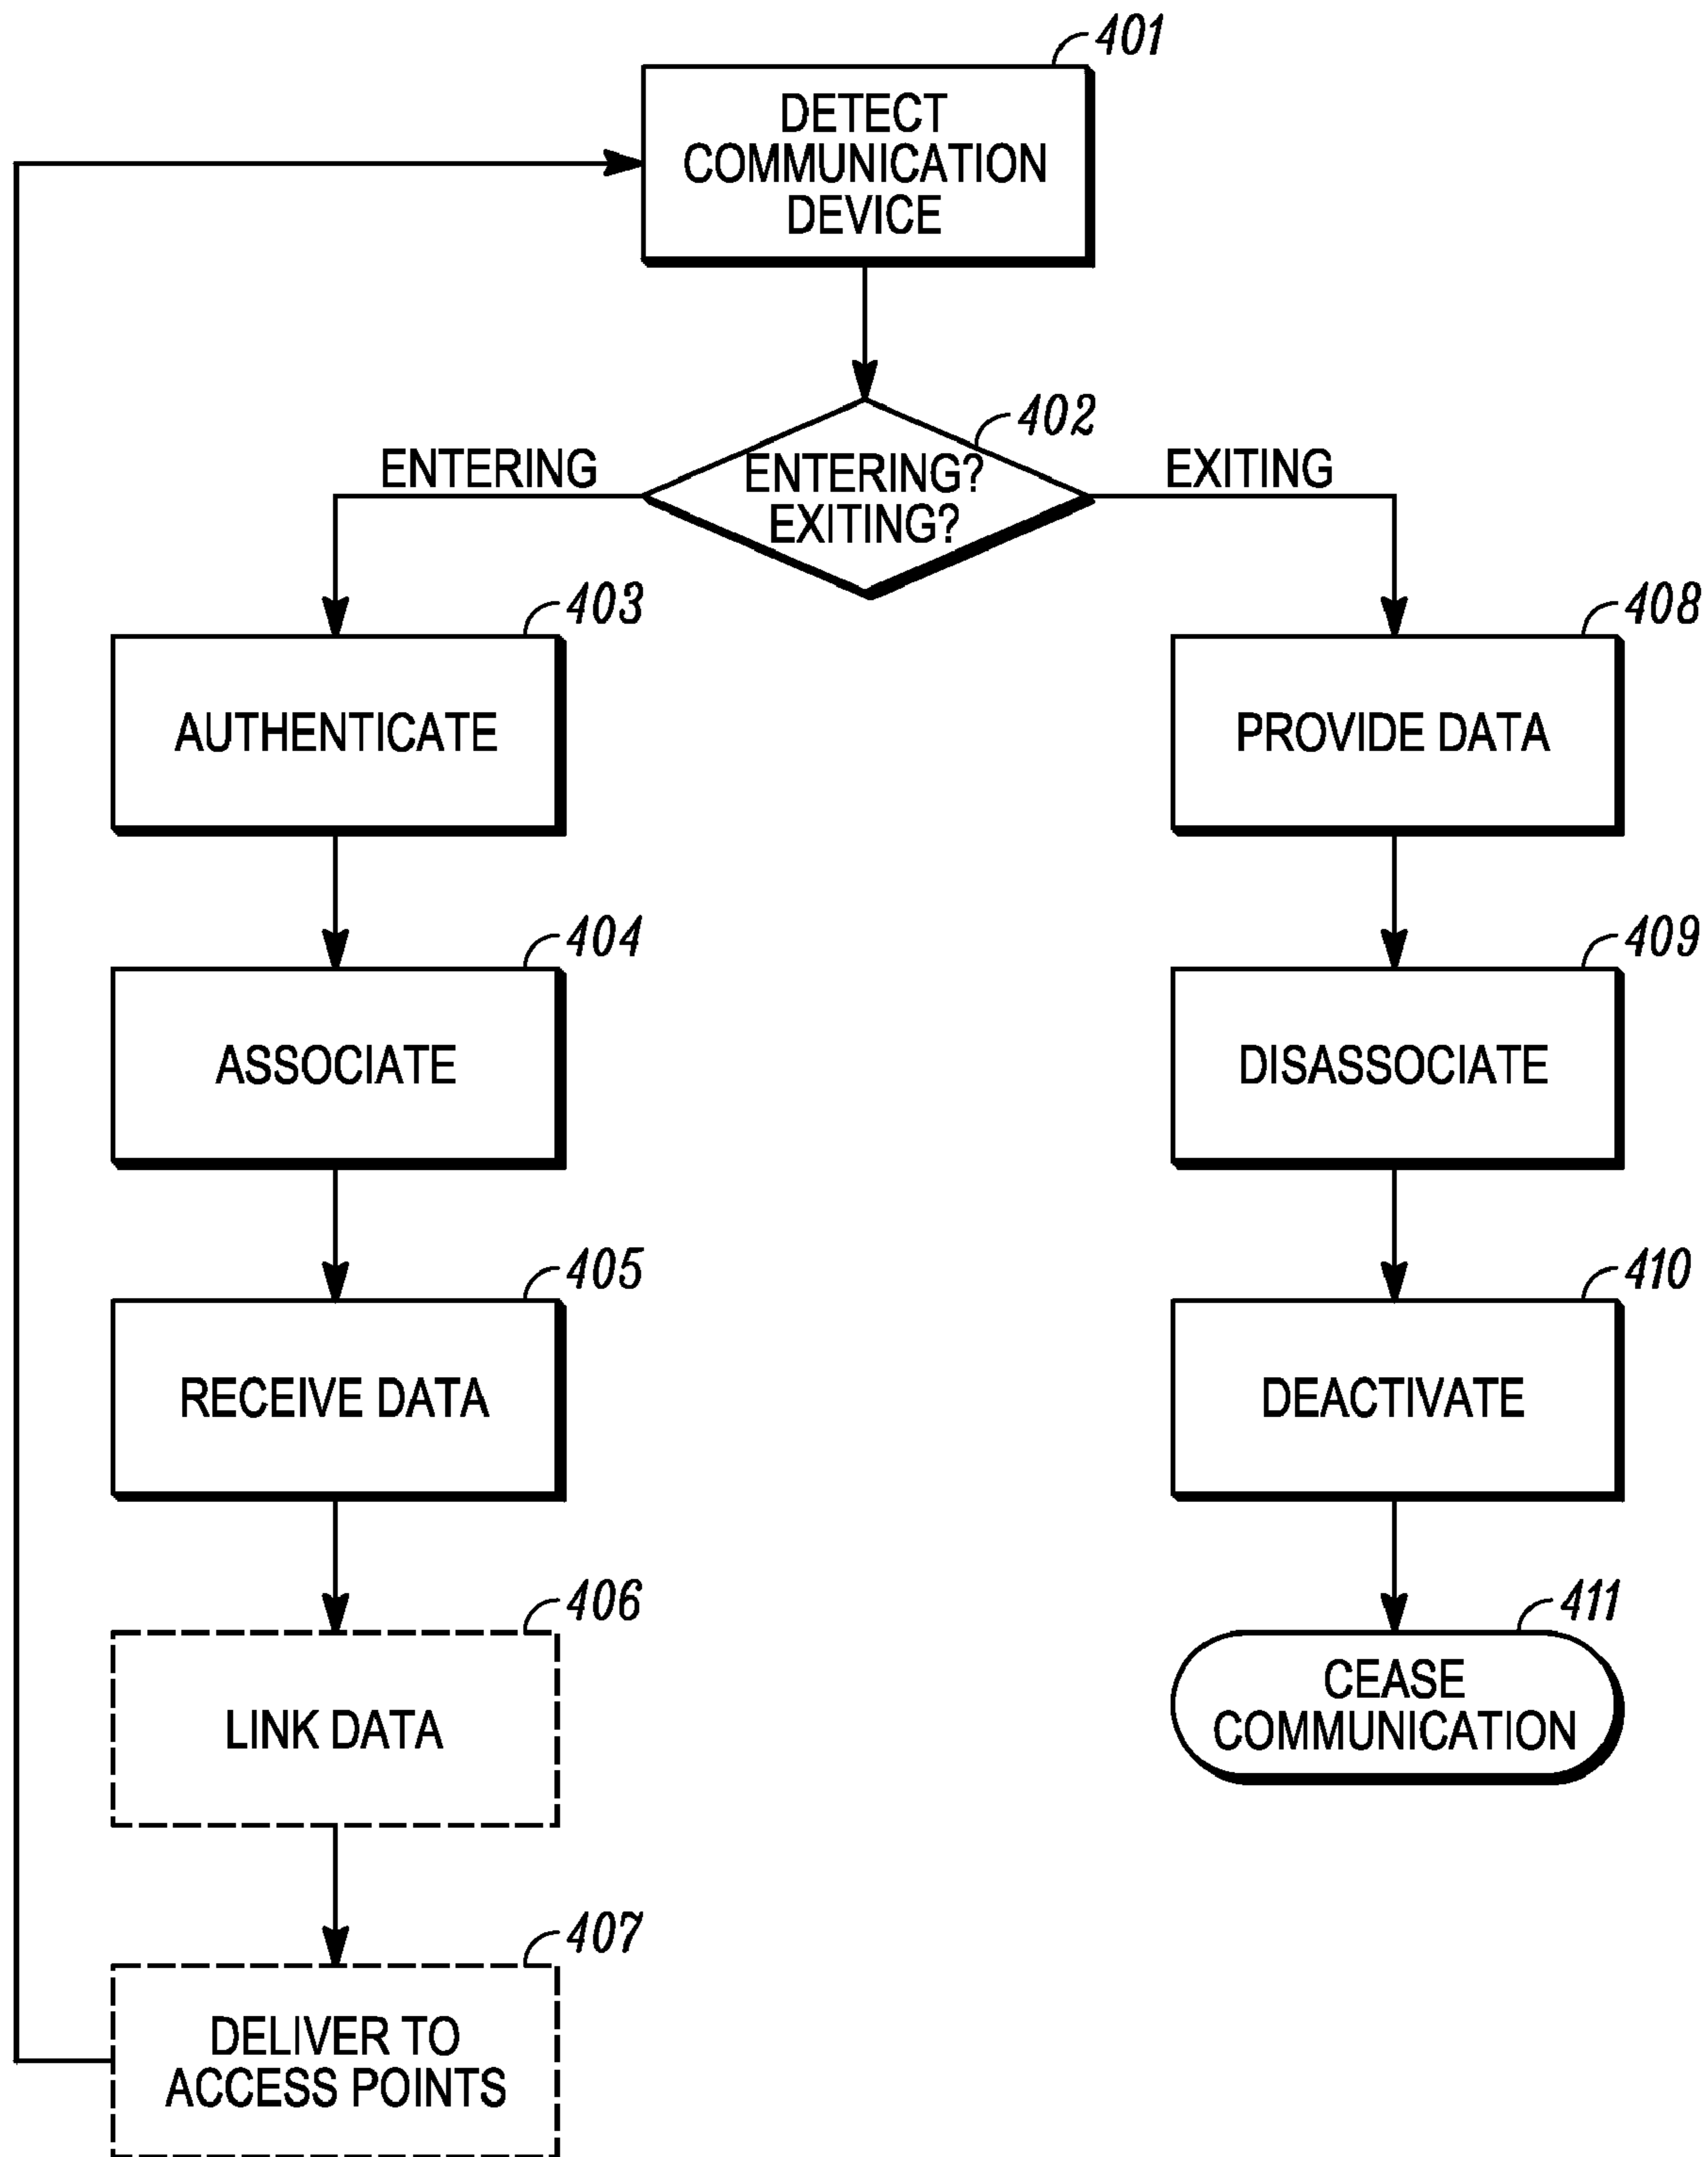 401
DETECT
COMMUNICATION
DEVICE
402
ENTERING
ENTERING?
EXITING?
EXITING
403
AUTHENTICATE
404
ASSOCIATE
405
RECEIVE DATA
406
LINK DATA
407
DELIVER TO
ACCESS POINTS
408
PROVIDE DATA
409
DISASSOCIATE
410
DEACTIVATE
411
CEASE
COMMUNICATION